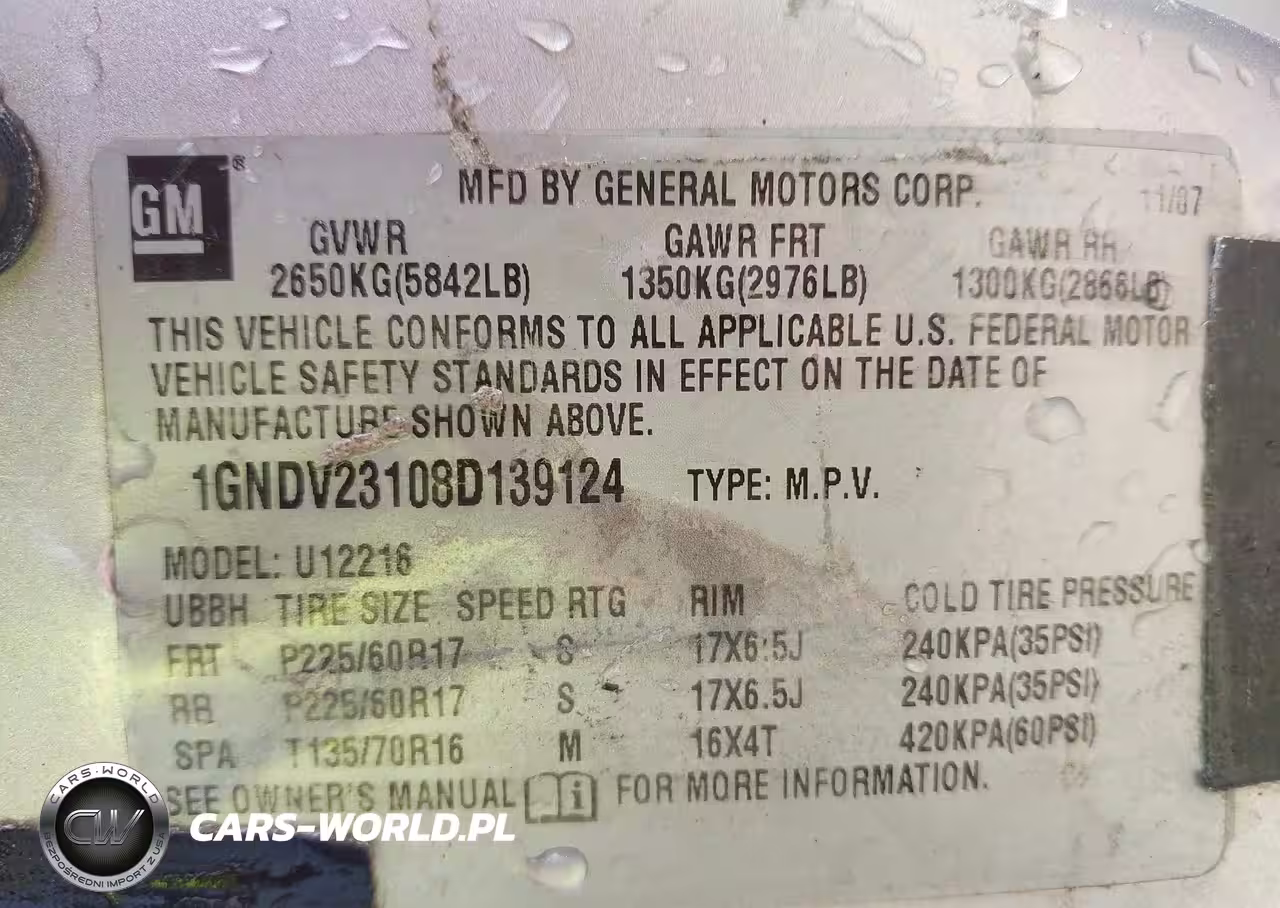 GM ®
MFD BY GENERAL MOTORS CORP. 11/07
GVWR GAWR FRT GAWR RR
2650KG(5842LB) 1350KG(2976LB) 1300KG(2866LB)
THIS VEHICLE CONFORMS TO ALL APPLICABLE U.S. FEDERAL MOTOR
VEHICLE SAFETY STANDARDS IN EFFECT ON THE DATE OF
MANUFACTURE SHOWN ABOVE.
1GNDV23108D139124 TYPE: M.P.V.
MODEL: U12216
UBBH TIRE SIZE SPEED RTG RIM COLD TIRE PRESSURE
FRT P225/60R17 S 17X6.5J 240KPA(35PSI)
RR P225/60R17 S 17X6.5J 240KPA(35PSI)
SPA T135/70R16 M 16X4T 420KPA(60PSI)
SEE OWNER'S MANUAL i FOR MORE INFORMATION.
CARS-WORLD
CW
BEZPOŚREDNI IMPORT Z USA
CARS-WORLD.PL